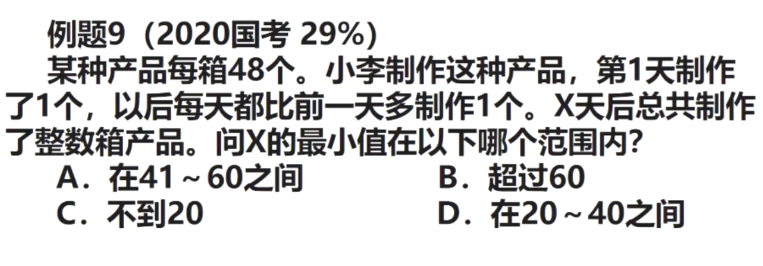 例题9（2020国考 29%）
某种产品每箱48个。小李制作这种产品，第1天制作
了1个，以后每天都比前一天多制作1个。X天后总共制作
了整数箱产品。问X的最小值在以下哪个范围内？
A．在41～60之间 B．超过60
C．不到20 D．在20～40之间